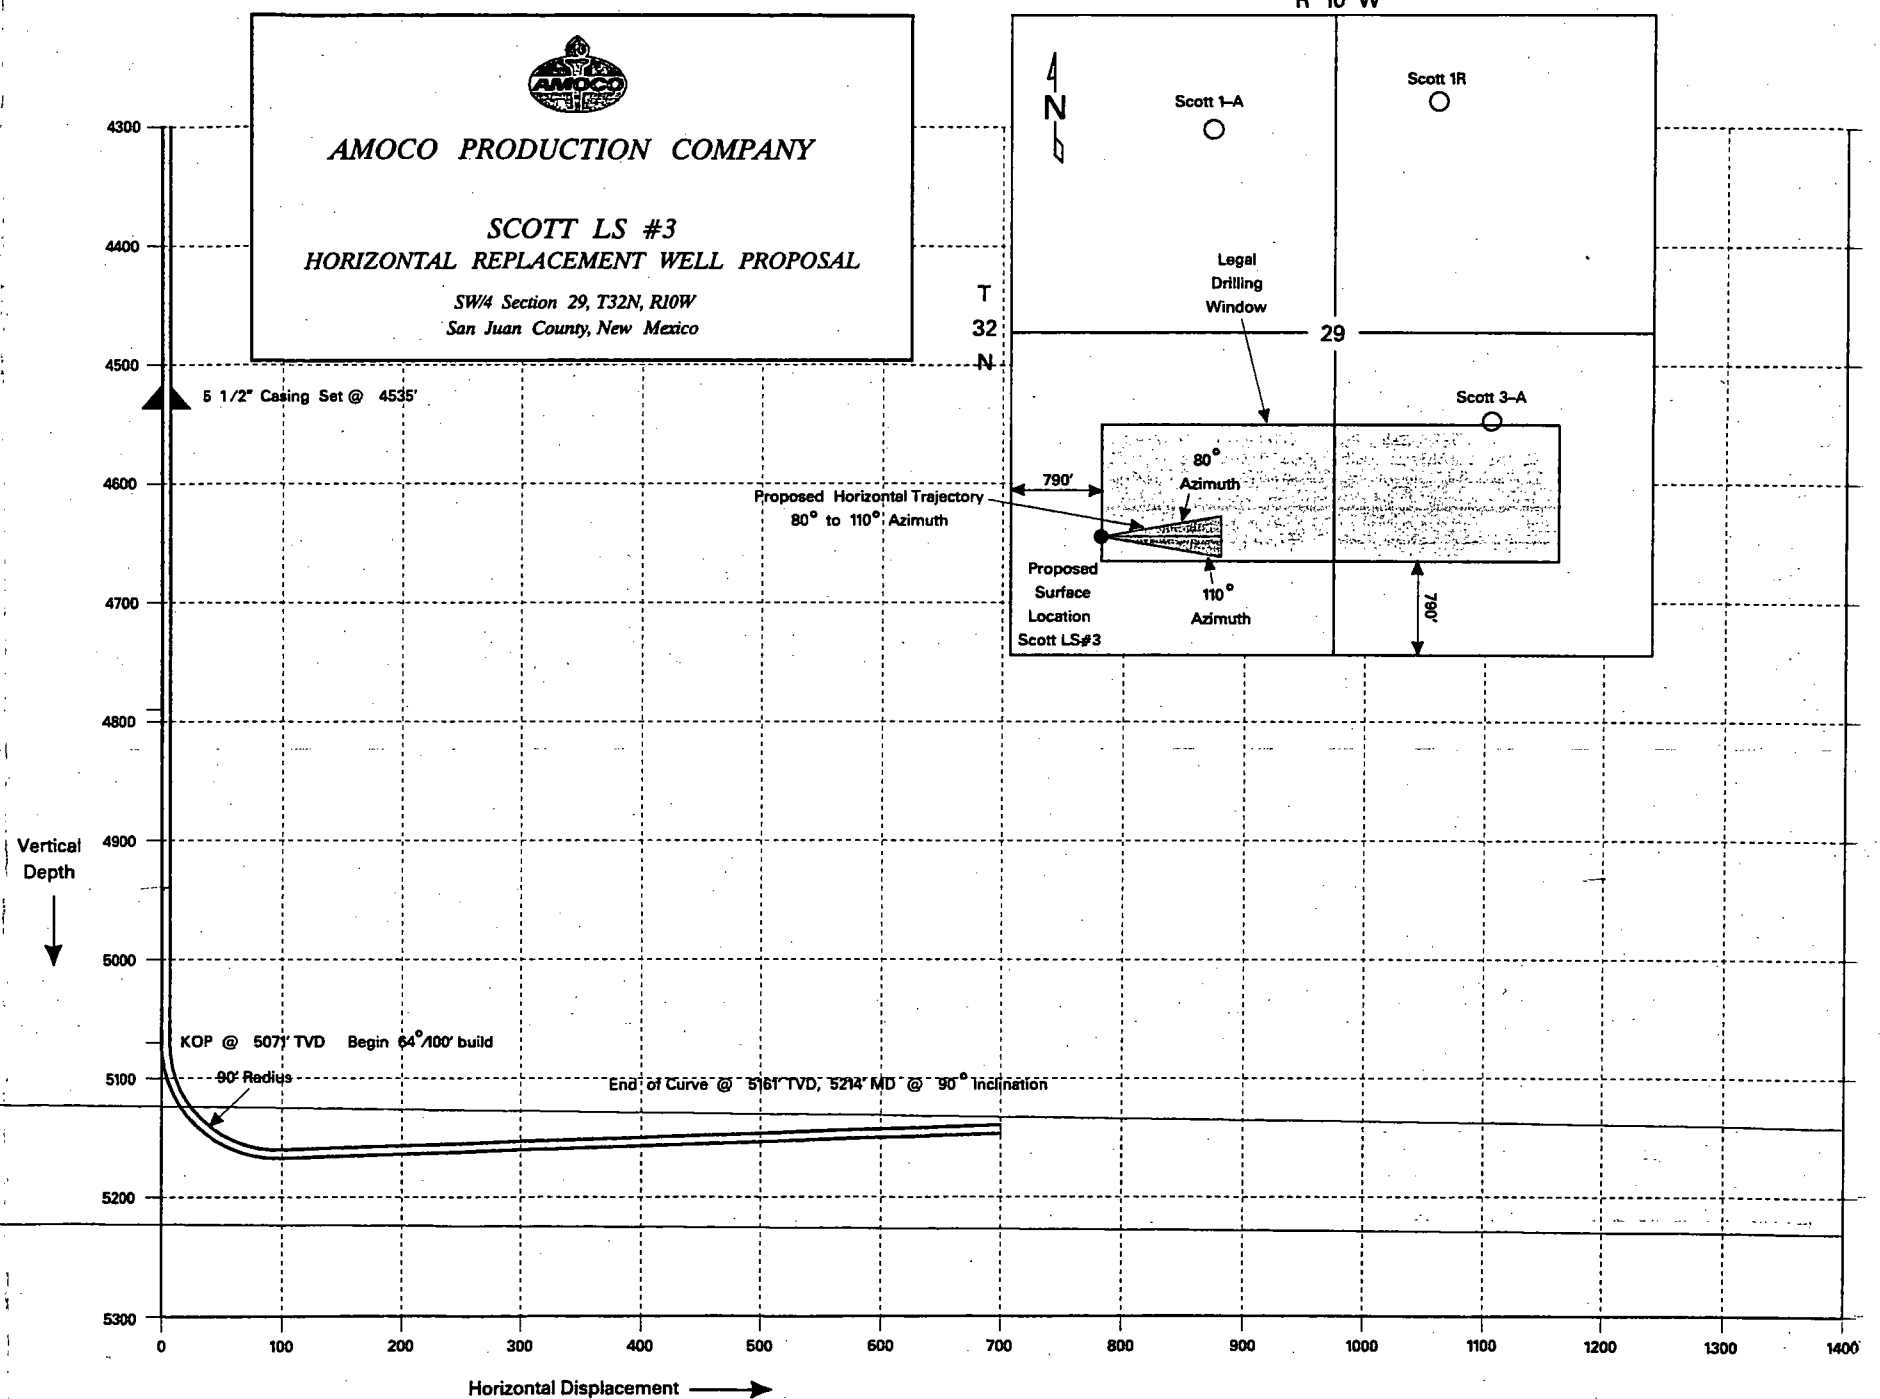 R 10 W
AMOCO
AMOCO PRODUCTION COMPANY
SCOTT LS #3
HORIZONTAL REPLACEMENT WELL PROPOSAL
SW/4 Section 29, T32N, R10W
San Juan County, New Mexico
N
Scott 1-A
Scott 1R
Legal
Drilling
Window
T
32
N
29
Scott 3-A
80°
Azimuth
790'
Proposed Horizontal Trajectory
80° to 110° Azimuth
Proposed
Surface
Location
Scott LS#3
110°
Azimuth
790'
4300
4400
4500
5 1/2" Casing Set @ 4535'
4600
4700
4800
4900
Vertical
Depth
5000
KOP @ 5071' TVD Begin 64°/100' build
5100
90' Radius
End of Curve @ 5161' TVD, 5214' MD @ 90° Inclination
5200
5300
0 100 200 300 400 500 600 700 800 900 1000 1100 1200 1300 1400
Horizontal Displacement